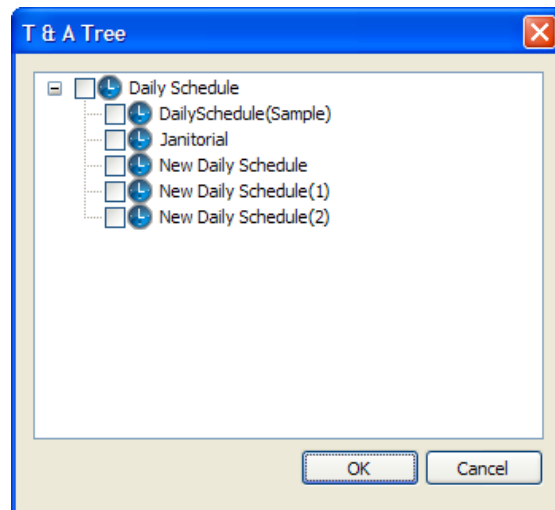 T & A Tree
Daily Schedule
DailySchedule(Sample)
Janitorial
New Daily Schedule
New Daily Schedule(1)
New Daily Schedule(2)
OK Cancel